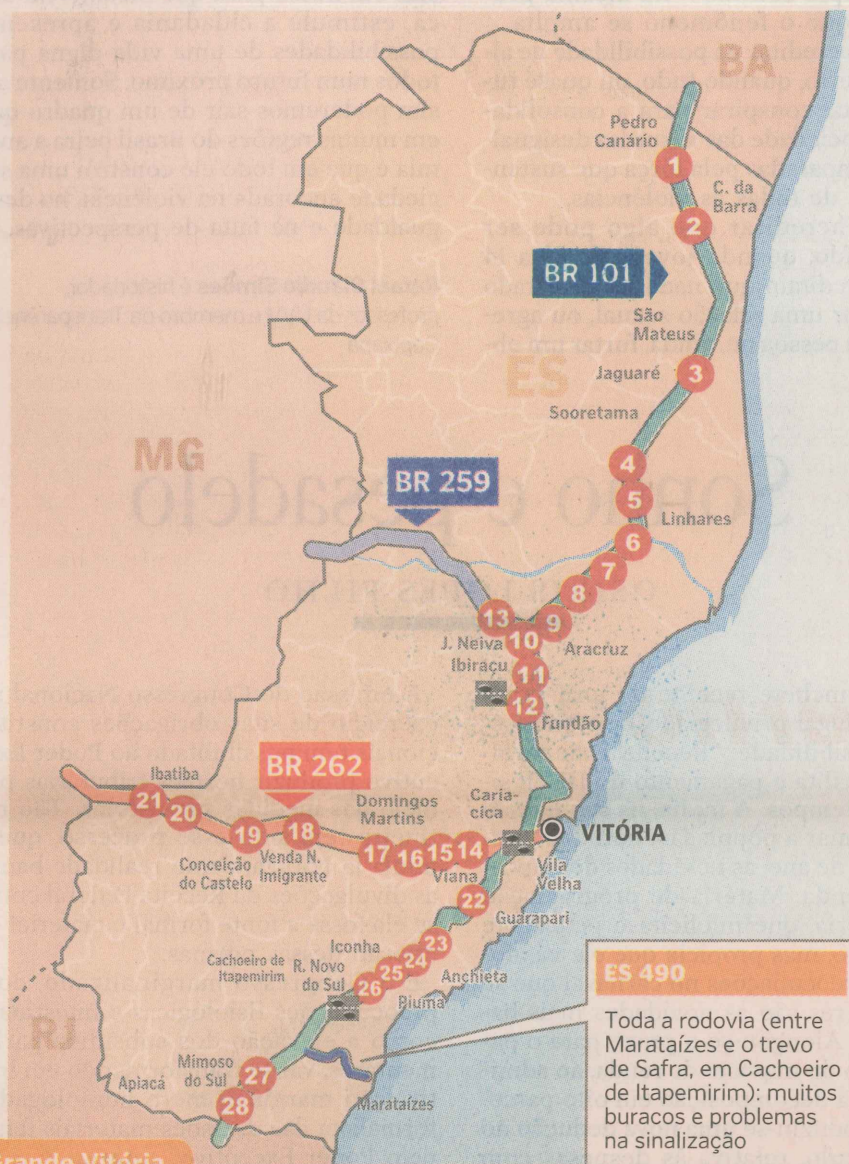 BA
Pedro
Canário
1
C. da
Barra
2
BR 101
São
Mateus
ES
Jaguaré
3
Sooretama
MG
4
BR 259
5
Linhares
6
7
8
13
9
J. Neiva
10
Aracruz
Ibiraçu
11
12
Fundão
BR 262
Ibatiba
Caria-
cica
Domingos
Martins
21
20
19
18
17
16
15
14
VITÓRIA
Conceição
do Castelo
Venda N.
Imigrante
Viana
Vila
Velha
22
Guarapari
Iconha
23
Cachoeiro de
Itapemirim
R. Novo
do Sul
24
25
Anchieta
26
Piuma
ES 490
Toda a rodovia (entre
Marataízes e o trevo
de Safra, em Cachoeiro
de Itapemirim): muitos
buracos e problemas
na sinalização
RJ
Mimoso
do Sul
27
Apiacá
Marataízes
28
Grande Vitória